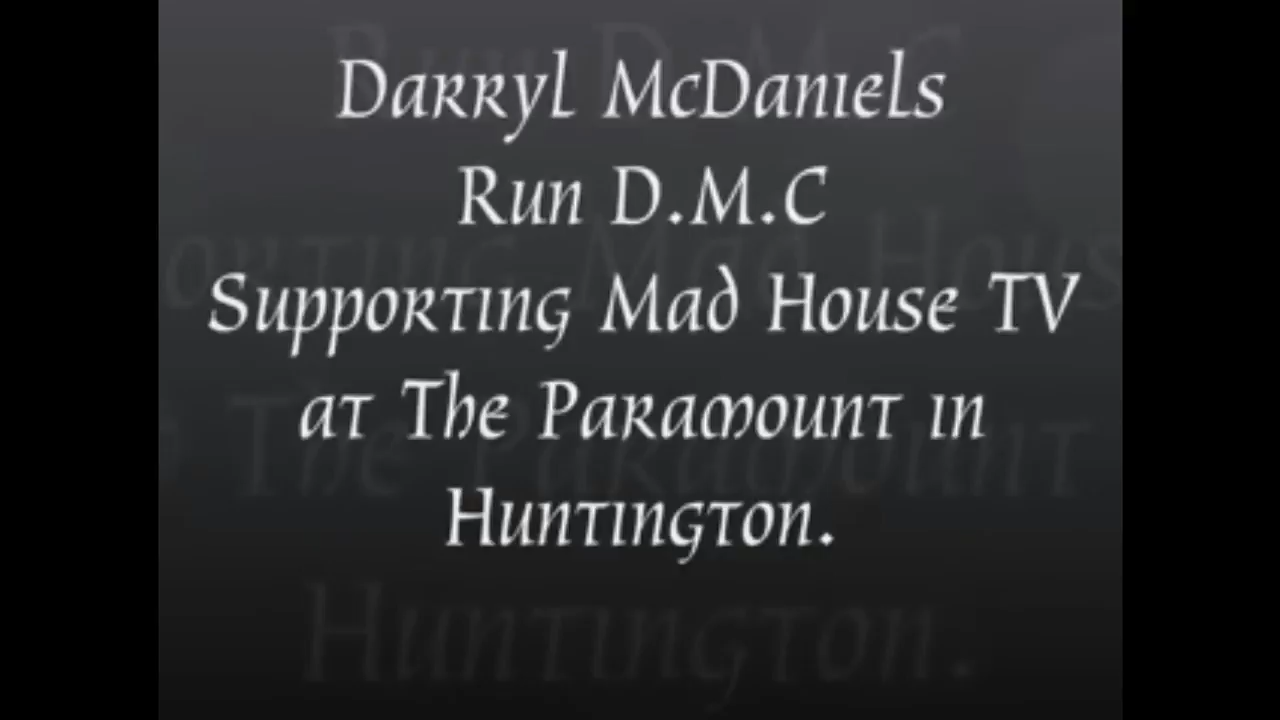 Darryl McDaniels
Run D.M.C
Supporting Mad House TV
at The Paramount in
Huntington.